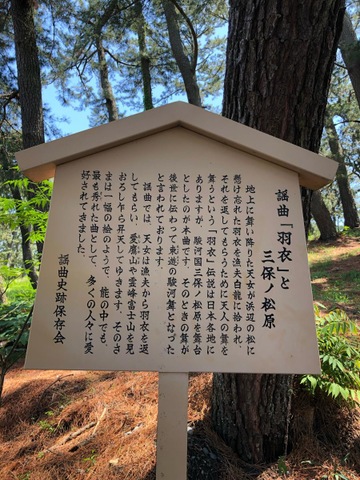 謡曲「羽衣」と
三保ノ松原
地上に舞い降りた天女が浜辺の松に
懸け忘れた羽衣を漁夫白龍に拾われ、
それを返してもらうために天人の舞を
舞うという「羽衣」伝説は日本各地に
ありますが、駿河国三保ノ松原を舞台
としたのが本曲です。そのときの舞が
後世に伝わって東遊の駿河舞となった
と言われております。
謡曲では、天女は漁夫から羽衣を返
してもらい、愛鷹山や霊峰富士山を見
おろし乍ら昇天してゆきます。そのさ
まは一幅の絵のようで、能の中でも、
最も秀れた曲として、多くの人々に愛
好されてきました。
謡曲史跡保存会